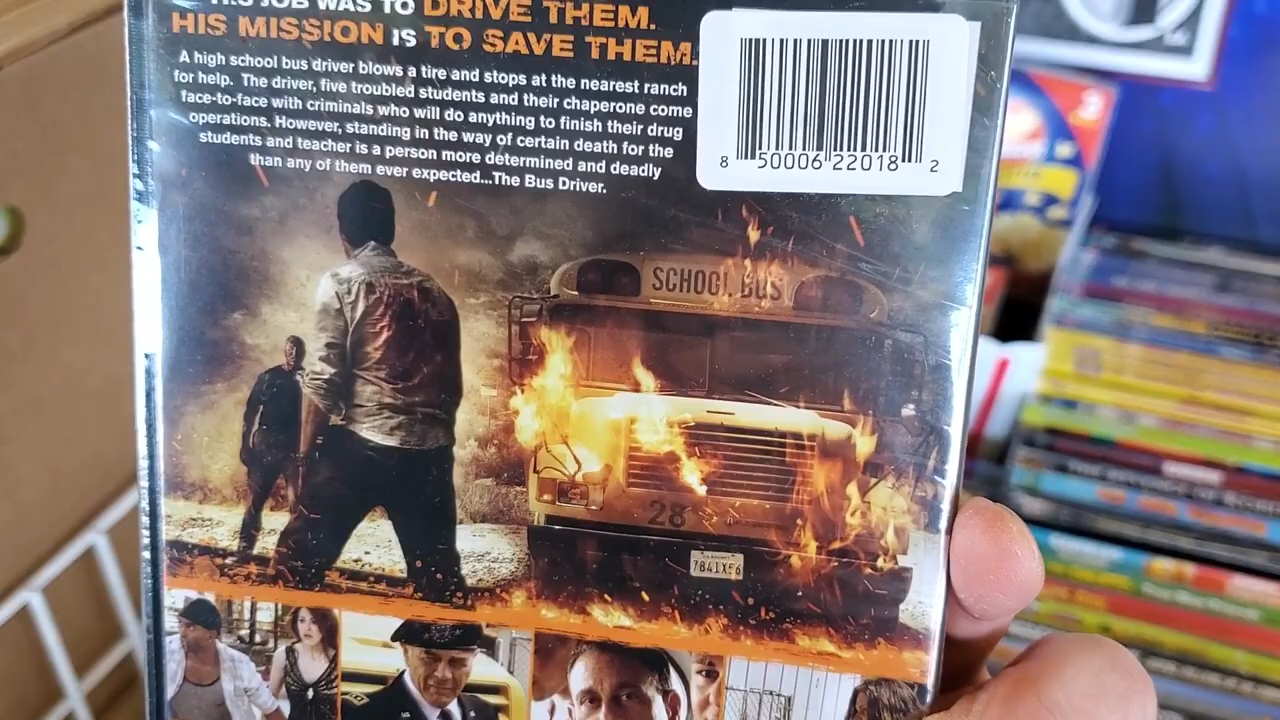 HIS JOB WAS TO DRIVE THEM.
HIS MISSION IS TO SAVE THEM.
A high school bus driver blows a tire and stops at the nearest ranch
for help. The driver, five troubled students and their chaperone come
face-to-face with criminals who will do anything to finish their drug
operations. However, standing in the way of certain death for the
students and teacher is a person more determined and deadly
than any of them ever expected...The Bus Driver.
8 50006 22018 2
SCHOOL BUS
28
7841X56